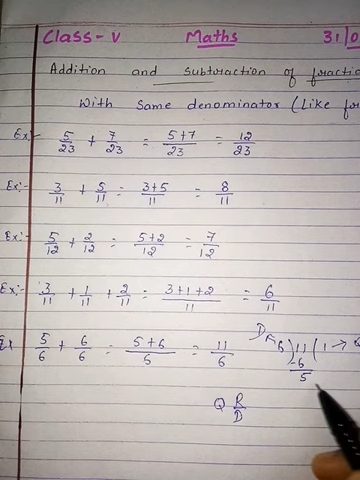 Class-V Maths 31/0
Addition and subtraction of fractio
With same denominator (Like fr
Ex:- 5/23 + 7/23 = 5+7/23 = 12/23
Ex:- 3/11 + 5/11 = 3+5/11 = 8/11
Ex:- 5/12 + 2/12 = 5+2/12 = 7/12
Ex:- 3/11 + 1/11 + 2/11 = 3+1+2/11 = 6/11
Ex 5/6 + 6/6 = 5+6/6 = 11/6 D ← 6)11(1 →
-6
5
Q R/D